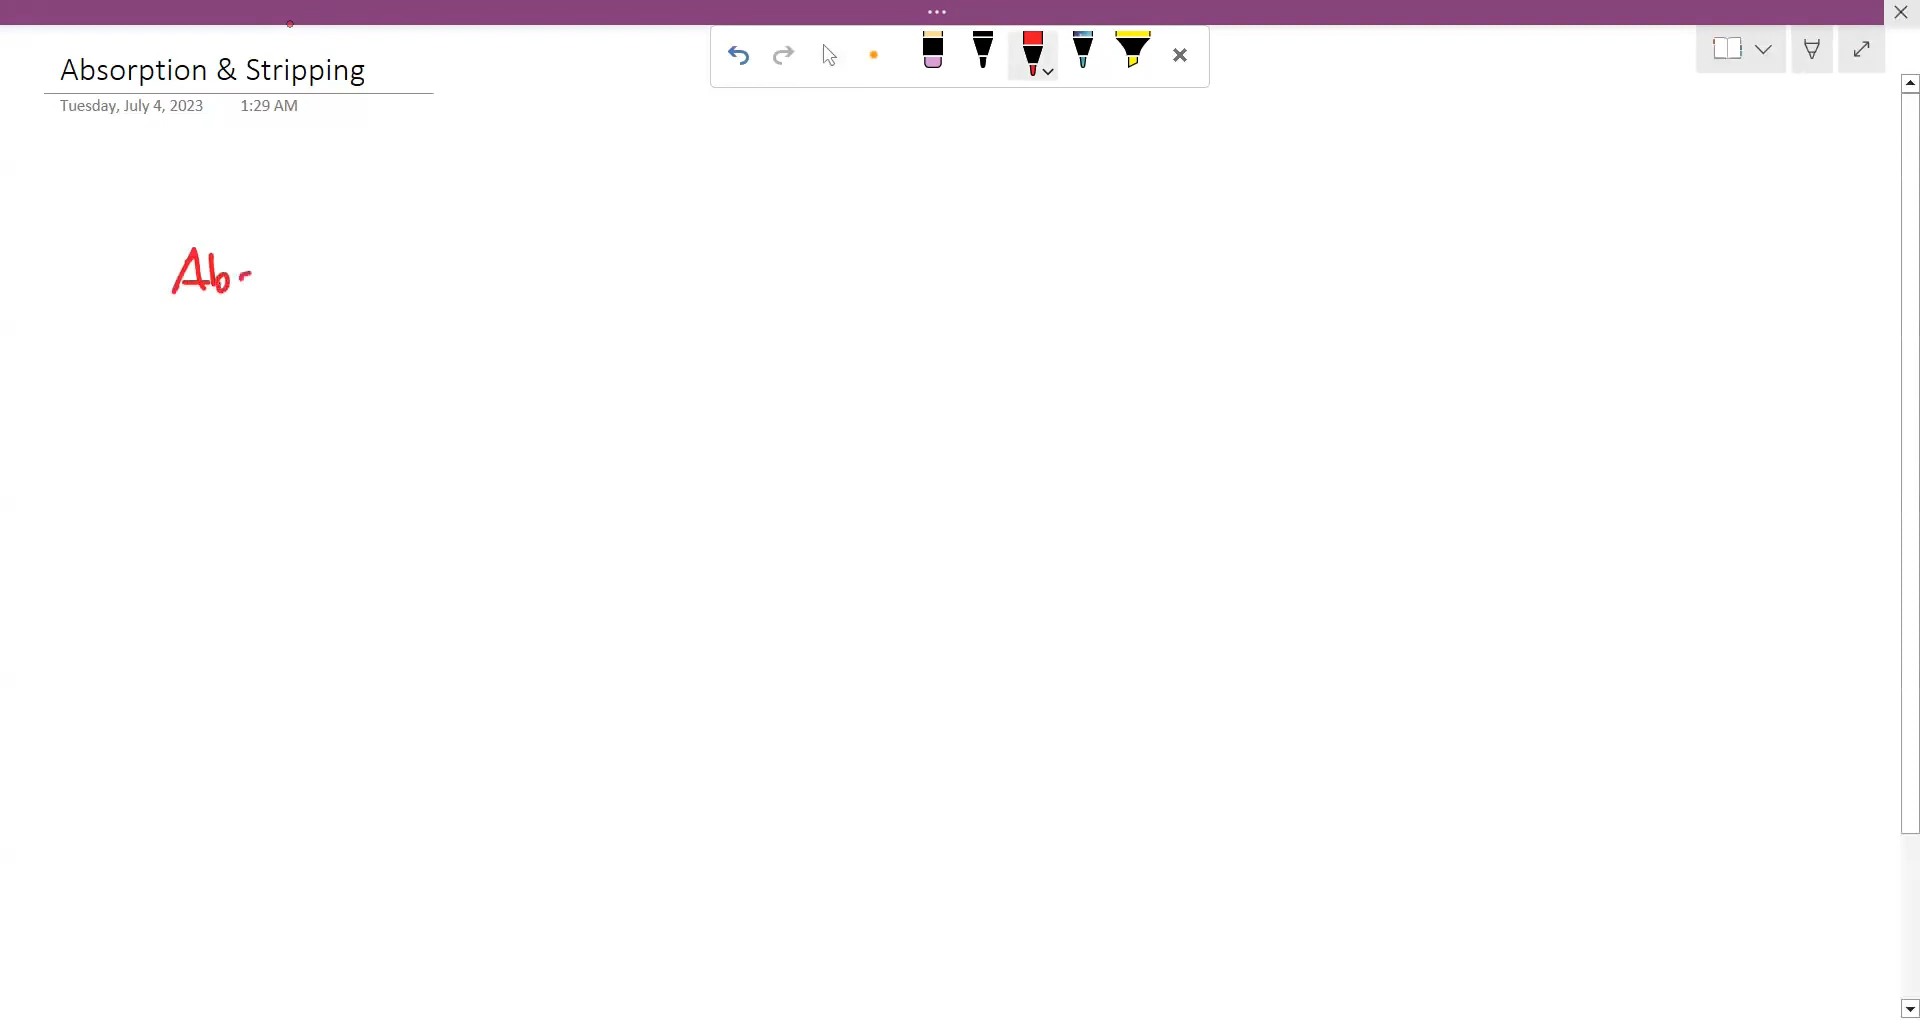 Absorption & Stripping
Tuesday, July 4, 2023 1:29 AM
Ab